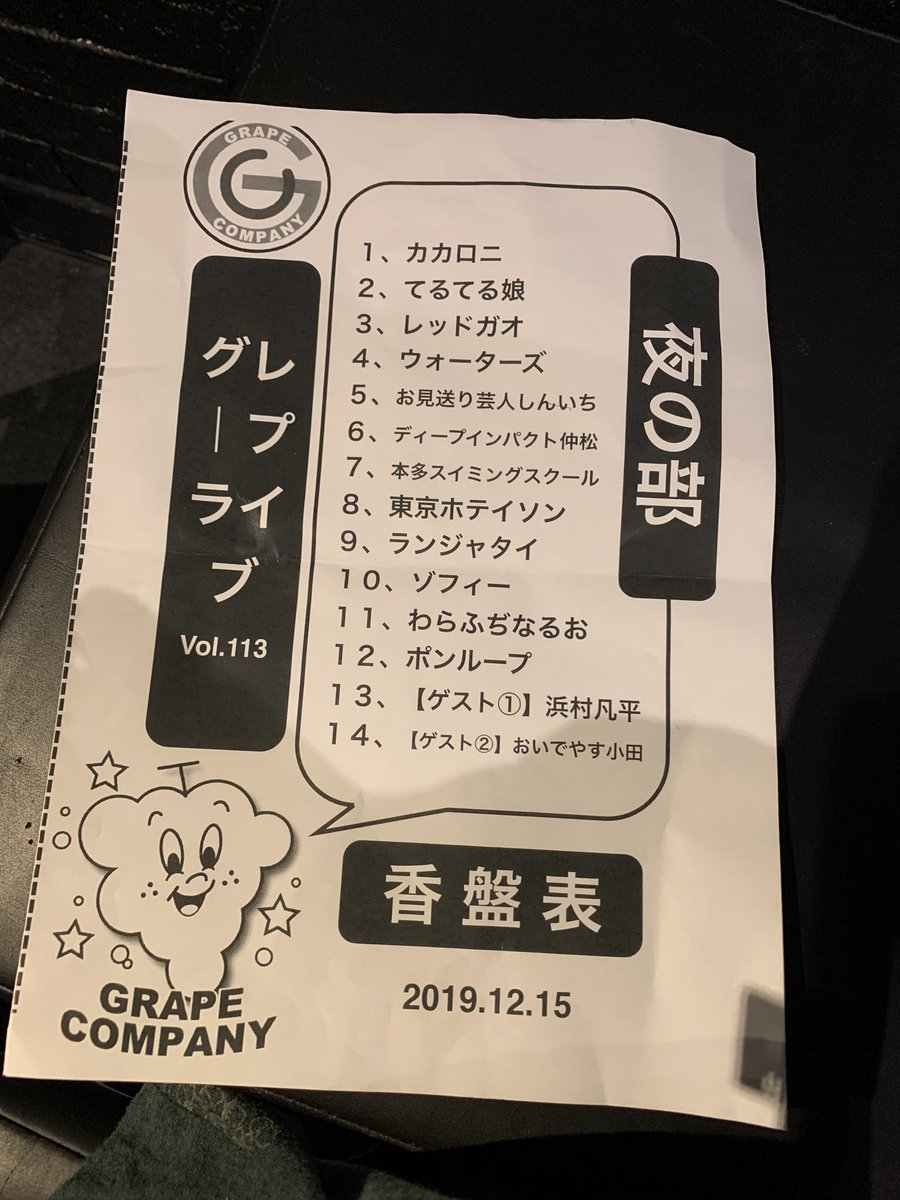 GRAPE
COMPANY
グレープライブ
Vol.113
夜の部
1、カカロニ
2、てるてる娘
3、レッドガオ
4、ウォーターズ
5、お見送り芸人しんいち
6、ディープインパクト仲松
7、本多スイミングスクール
8、東京ホテイソン
9、ランジャタイ
10、ゾフィー
11、わらふぢなるお
12、ポンループ
13、【ゲスト①】浜村凡平
14、【ゲスト②】おいでやす小田
香盤表
2019.12.15
GRAPE
COMPANY